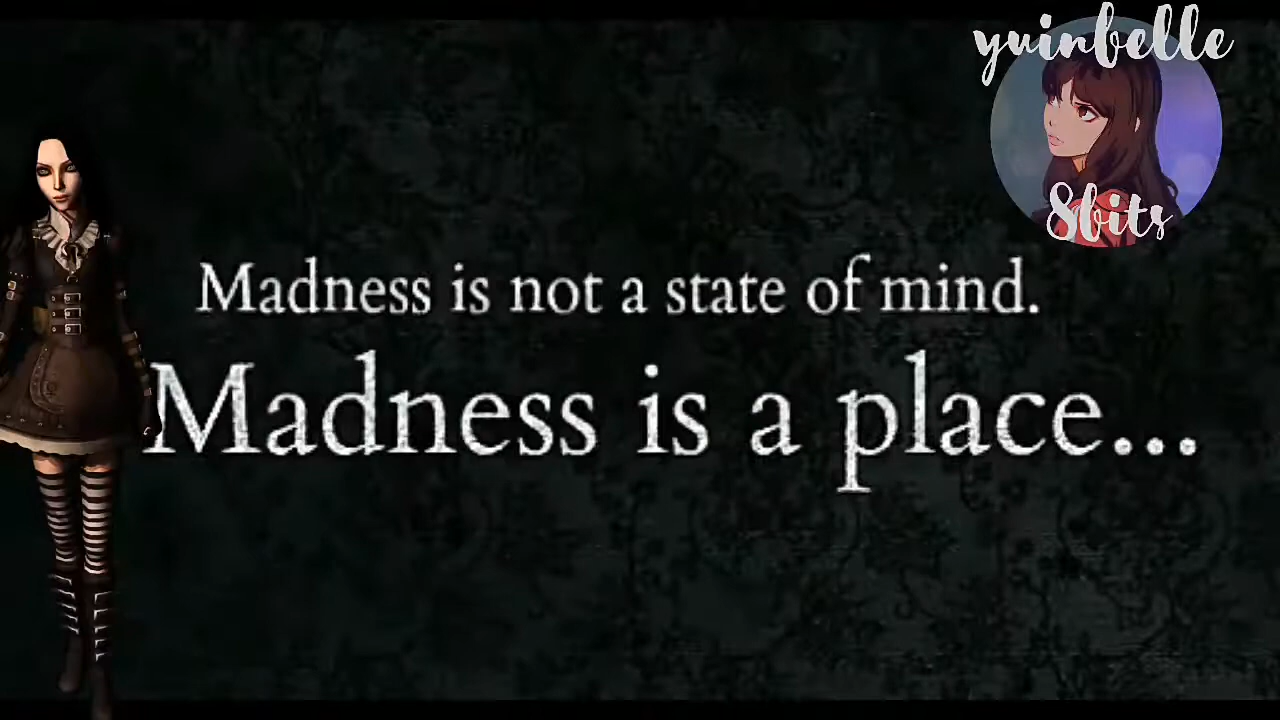 yuinbelle
8bits
Madness is not a state of mind.
Madness is a place...